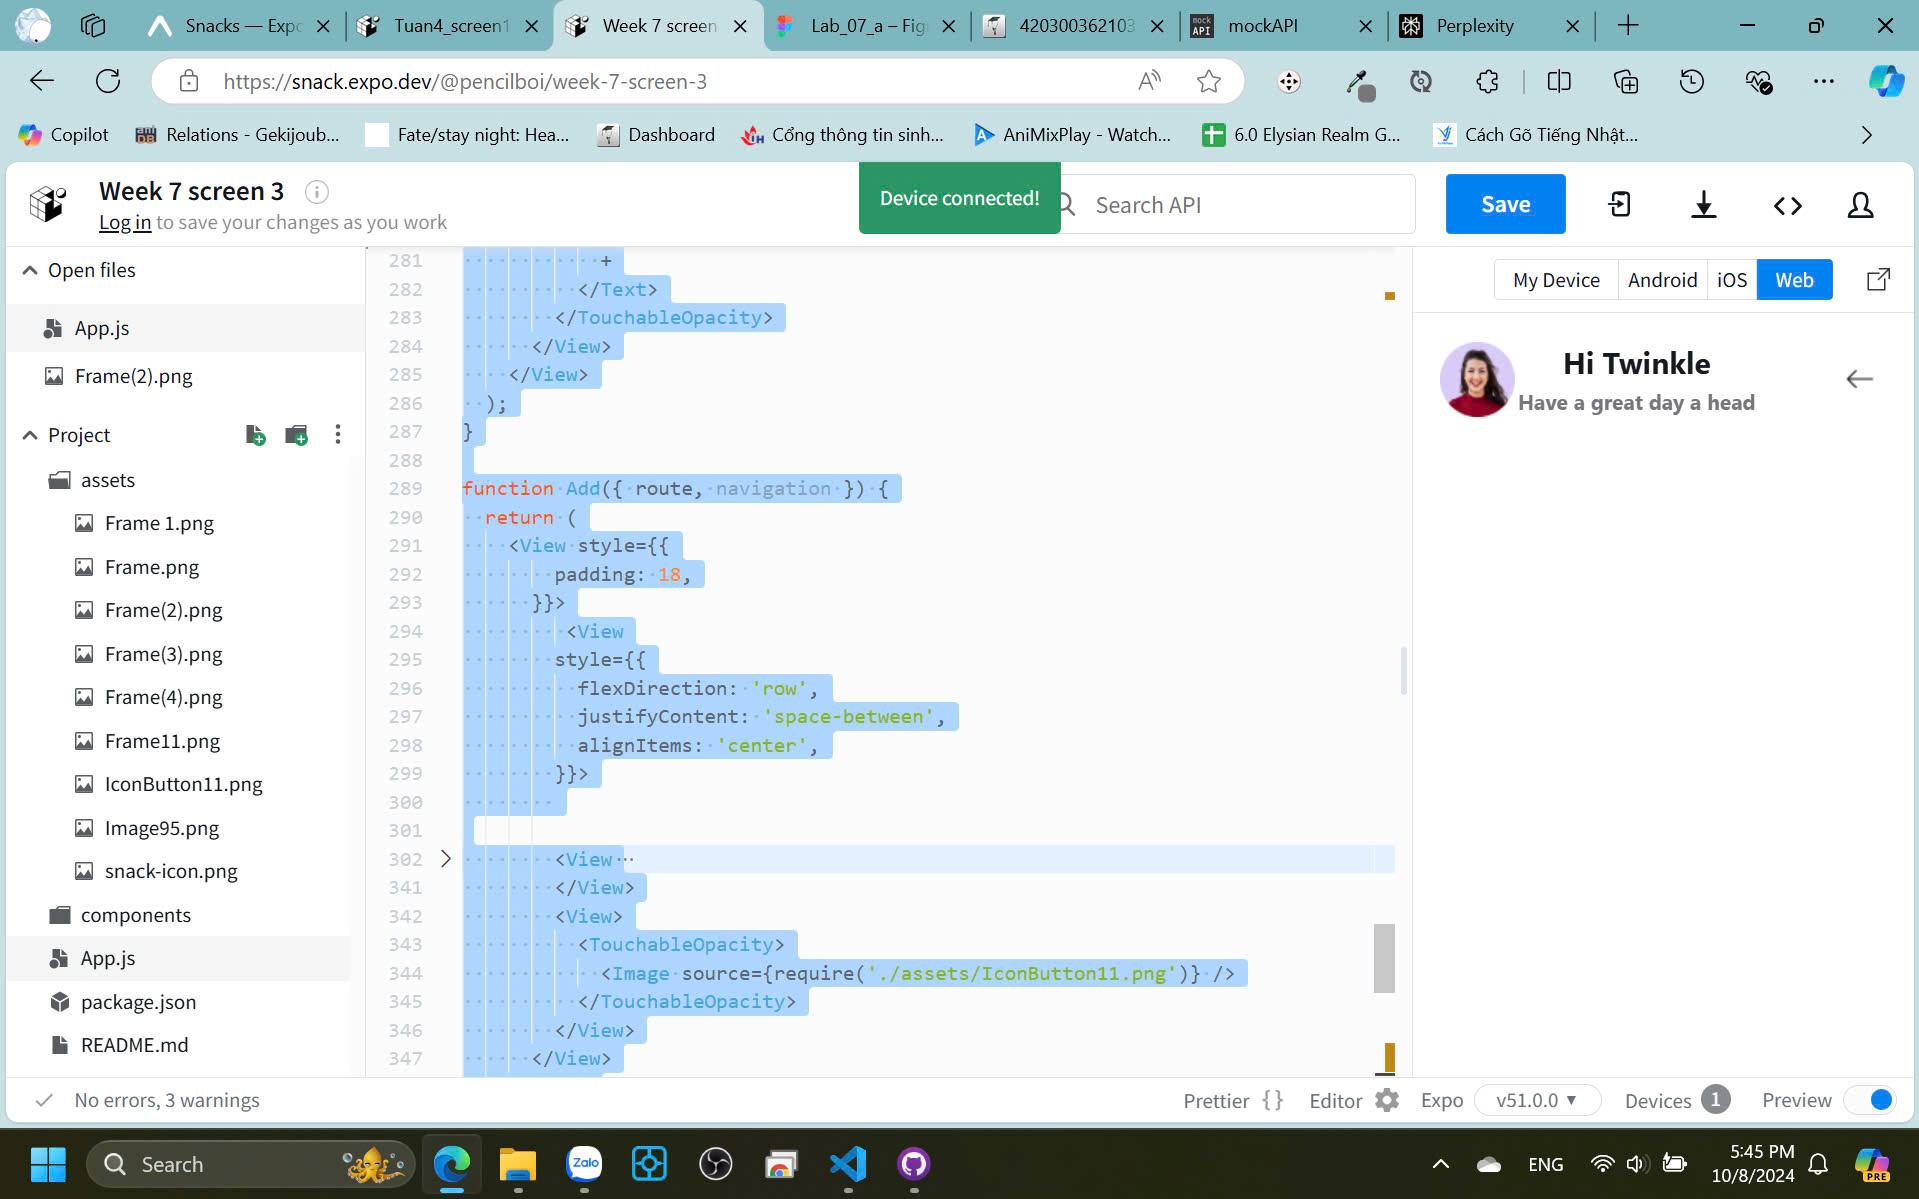 Snacks — Expo
Tuan4_screen1
Week 7 screen
Lab_07_a – Fig
420300362103
mock API
mockAPI
Perplexity
https://snack.expo.dev/@pencilboi/week-7-screen-3
Copilot
Relations - Gekijoub...
Fate/stay night: Hea...
Dashboard
Cổng thông tin sinh...
AniMixPlay - Watch...
6.0 Elysian Realm G...
Cách Gõ Tiếng Nhật...
Week 7 screen 3
Log in to save your changes as you work
Device connected!
Search API
Save
Open files
App.js
Frame(2).png
Project
assets
Frame 1.png
Frame.png
Frame(2).png
Frame(3).png
Frame(4).png
Frame11.png
IconButton11.png
Image95.png
snack-icon.png
components
App.js
package.json
README.md
281 +
282 </Text>
283 </TouchableOpacity>
284 </View>
285 </View>
286 );
287 }
288
289 function Add({ route, navigation }) {
290 return (
291 <View style={{
292 padding: 18,
293 }}>
294 <View
295 style={{
296 flexDirection: 'row',
297 justifyContent: 'space-between',
298 alignItems: 'center',
299 }}>
300
301
302 <View ...
341 </View>
342 <View>
343 <TouchableOpacity>
344 <Image source={require('./assets/IconButton11.png')} />
345 </TouchableOpacity>
346 </View>
347 </View>
My Device
Android
iOS
Web
Hi Twinkle
Have a great day a head
No errors, 3 warnings
Prettier { }
Editor
Expo
v51.0.0
Devices 1
Preview
Search
Zalo
ENG
5:45 PM
10/8/2024
PRE